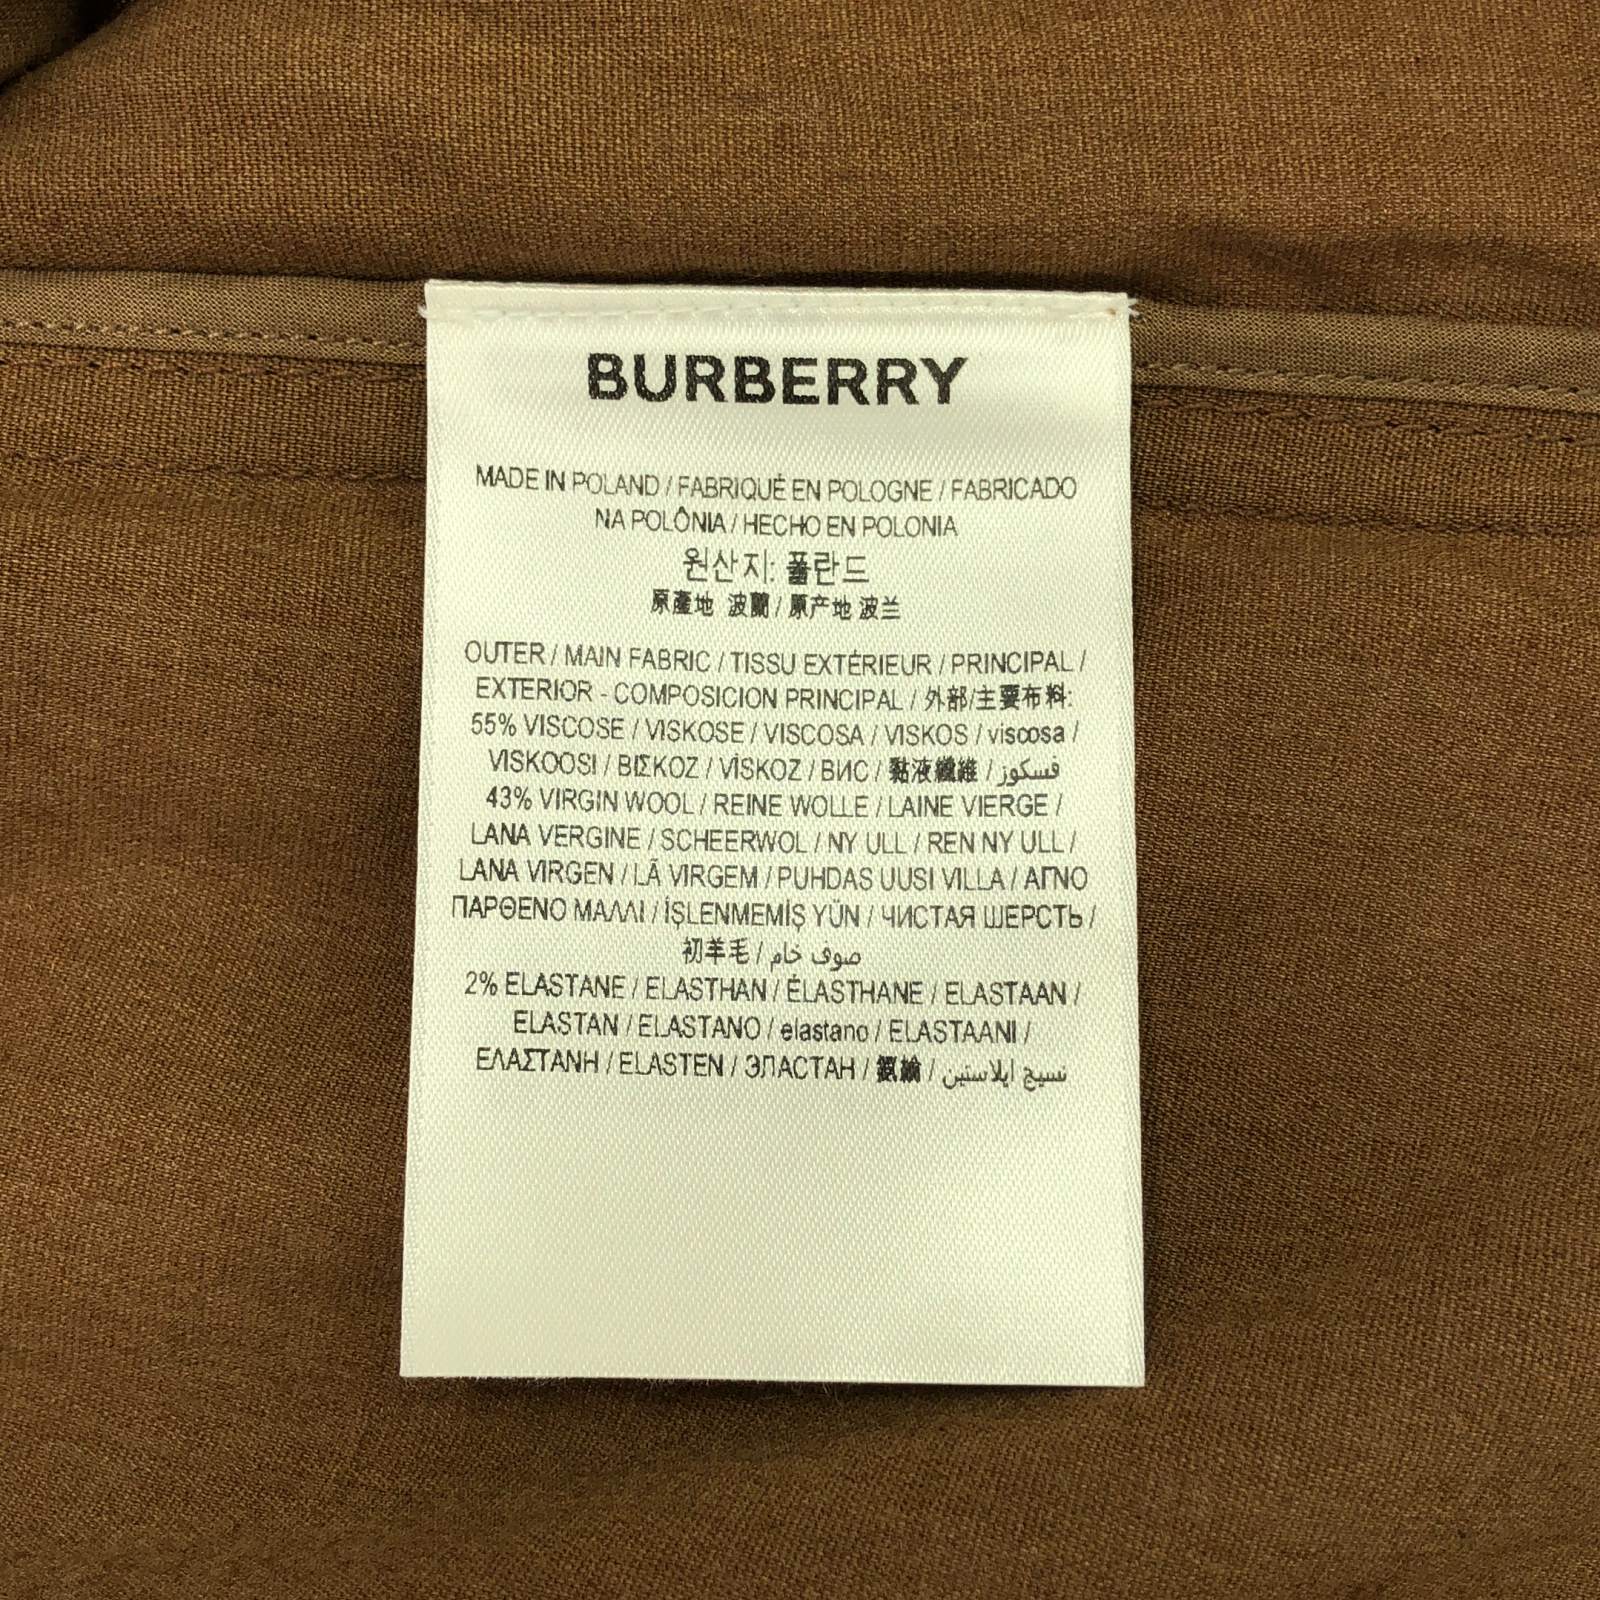 BURBERRY
MADE IN POLAND / FABRIQUÉ EN POLOGNE / FABRICADO
NA POLÔNIA / HECHO EN POLONIA
원산지: 폴란드
原產地 波蘭 / 原产地 波兰
OUTER / MAIN FABRIC / TISSU EXTÉRIEUR / PRINCIPAL /
EXTERIOR - COMPOSICION PRINCIPAL / 外部/主要布料:
55% VISCOSE / VISKOSE / VISCOSA / VISKOS / viscosa /
VISKOOSI / ΒΙΣΚΟΖ / VİSKOZ / ВИС / 黏液纖維 / فسكوز
43% VIRGIN WOOL / REINE WOLLE / LAINE VIERGE /
LANA VERGINE / SCHEERWOL / NY ULL / REN NY ULL /
LANA VIRGEN / LÃ VIRGEM / PUHDAS UUSI VILLA / ΑΓΝΟ
ΠΑΡΘΕΝΟ ΜΑΛΛΙ / İŞLENMEMİŞ YÜN / ЧИСТАЯ ШЕРСТЬ /
初羊毛 / صوف خام
2% ELASTANE / ELASTHAN / ÉLASTHANE / ELASTAAN /
ELASTAN / ELASTANO / elastano / ELASTAANI /
ΕΛΑΣΤΑΝΗ / ELASTEN / ЭЛАСТАН / 氨綸 / نسيج ايلاستين